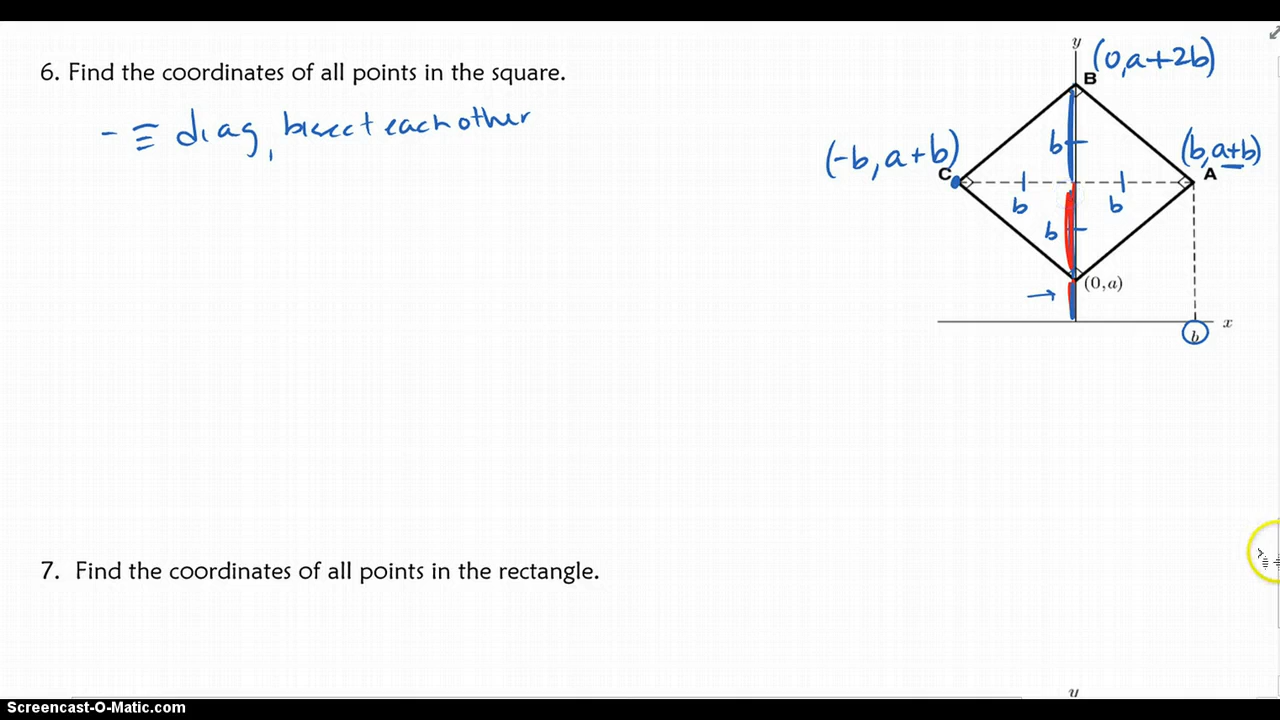 6. Find the coordinates of all points in the square.
- ≡ diag, bisect each other
y
(0, a+2b)
B
(-b, a+b)
b
(b, a+b)
C
A
b
b
b
(0, a)
→
x
b
7. Find the coordinates of all points in the rectangle.
y
Screencast-O-Matic.com